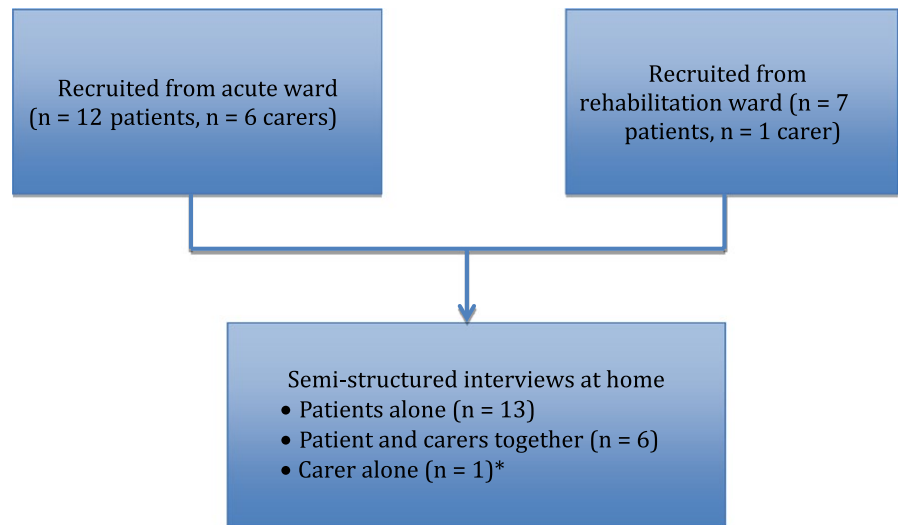 Recruited from acute ward
(n = 12 patients, n = 6 carers)
Recruited from
rehabilitation ward (n = 7
patients, n = 1 carer)
Semi-structured interviews at home
• Patients alone (n = 13)
• Patient and carers together (n = 6)
• Carer alone (n = 1)*